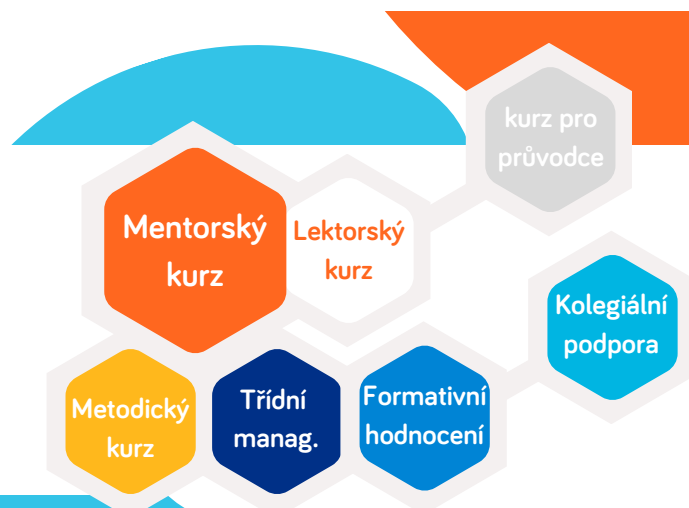 kurz pro
průvodce
Mentorský
kurz
Lektorský
kurz
Kolegiální
podpora
Metodický
kurz
Třídní
manag.
Formativní
hodnocení